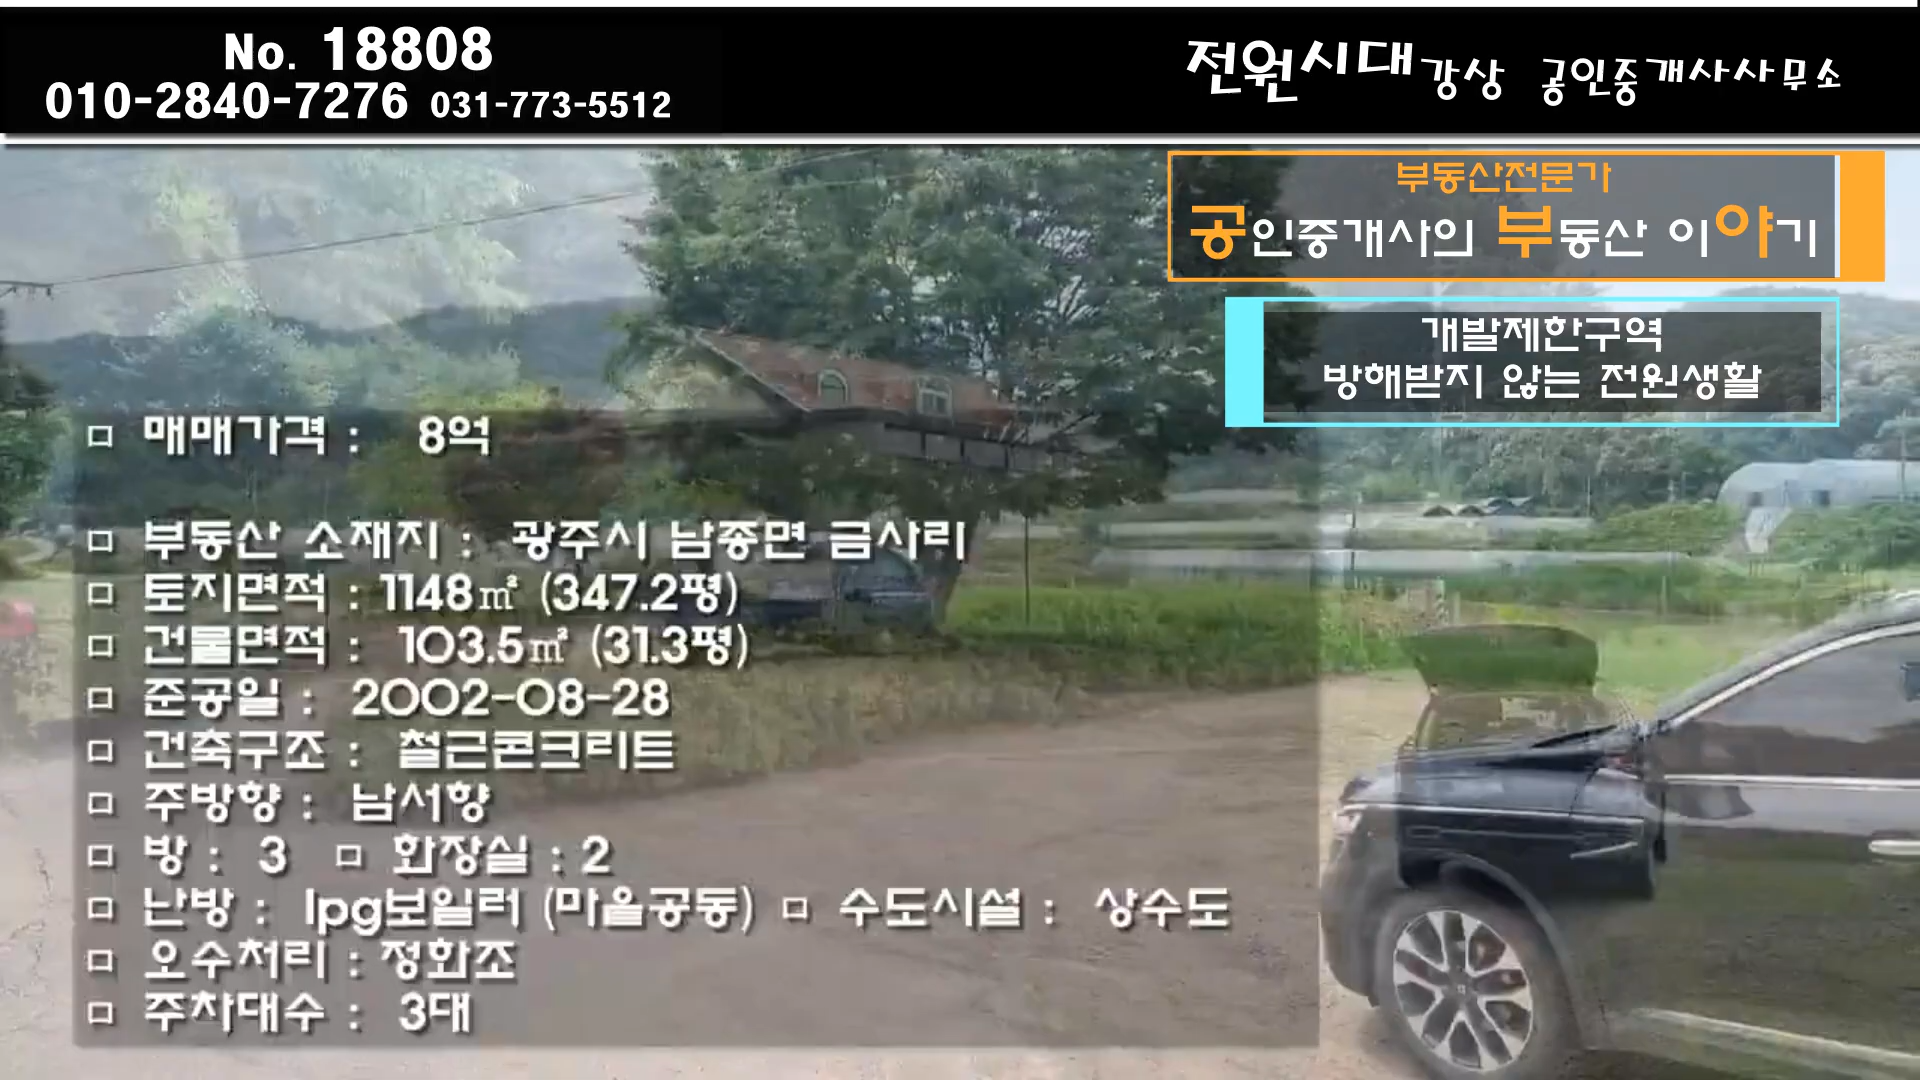 No. 18808
010-2840-7276 031-773-5512
전원시대강상 공인중개사사무소
부동산전문가
공인중개사의 부동산 이야기
개발제한구역
방해받지 않는 전원생활
ㅁ 매매가격 : 8억
ㅁ 부동산 소재지 : 광주시 남종면 금사리
ㅁ 토지면적 : 1148㎡ (347.2평)
ㅁ 건물면적 : 103.5㎡ (31.3평)
ㅁ 준공일 : 2002-08-28
ㅁ 건축구조 : 철근콘크리트
ㅁ 주방향 : 남서향
ㅁ 방 : 3 ㅁ 화장실 : 2
ㅁ 난방 : lpg보일러 (마을공동) ㅁ 수도시설 : 상수도
ㅁ 오수처리 : 정화조
ㅁ 주차대수 : 3대